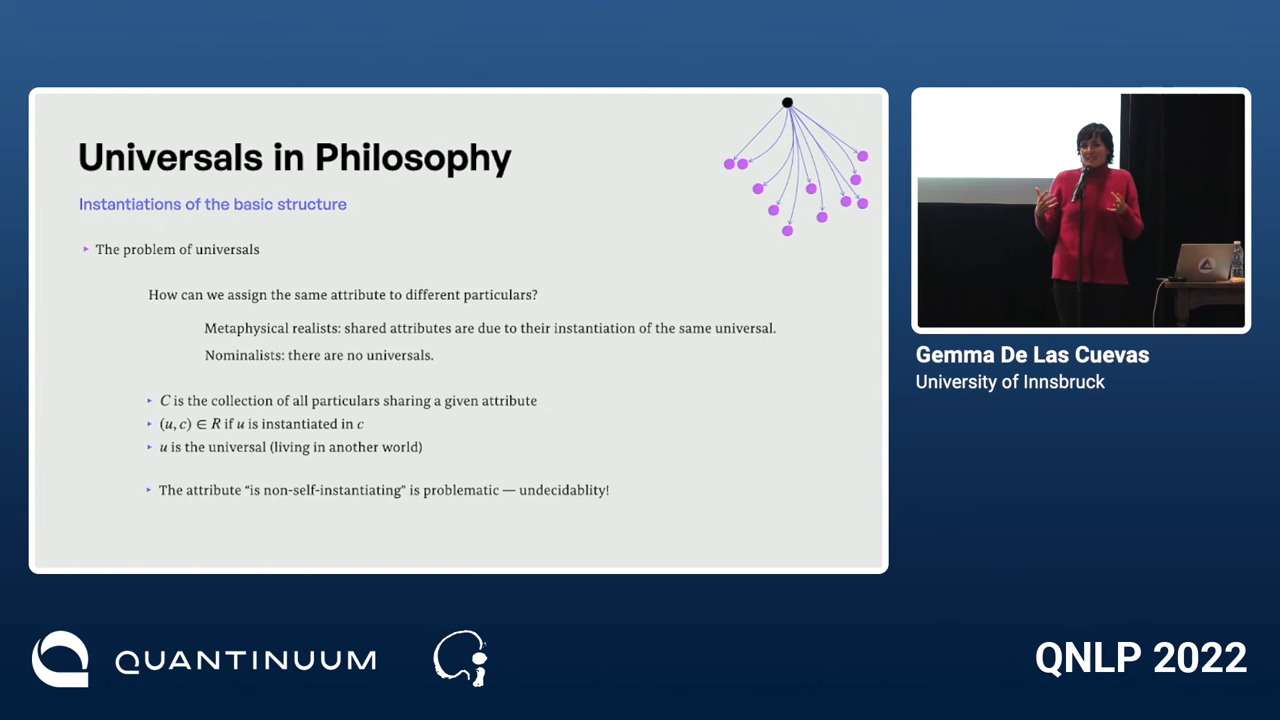 Universals in Philosophy
Instantiations of the basic structure
‣ The problem of universals
How can we assign the same attribute to different particulars?
Metaphysical realists: shared attributes are due to their instantiation of the same universal.
Nominalists: there are no universals.
‣ C is the collection of all particulars sharing a given attribute
‣ (u, c) ∈ R if u is instantiated in c
‣ u is the universal (living in another world)
‣ The attribute “is non-self-instantiating” is problematic — undecidablity!
Gemma De Las Cuevas
University of Innsbruck
QUANTINUUM
QNLP 2022